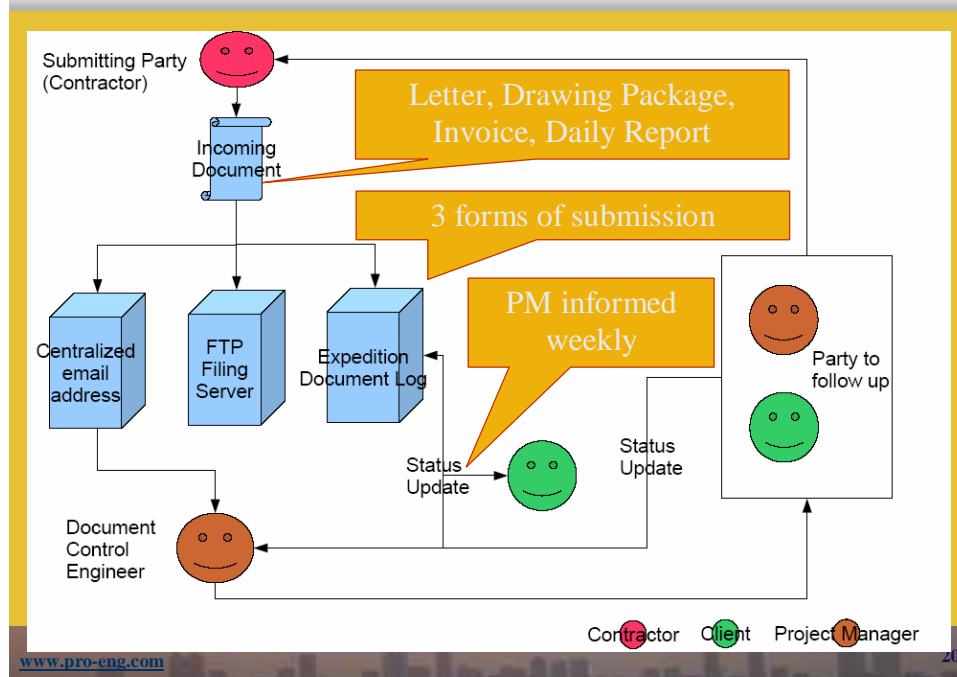 Submitting Party
(Contractor)
Letter, Drawing Package,
Invoice, Daily Report
Incoming
Document
3 forms of submission
PM informed
weekly
Centralized
email
address
FTP
Filing
Server
Expedition
Document Log
Party to
follow up
Status
Update
Status
Update
Document
Control
Engineer
Contractor
Client
Project Manager
www.pro-eng.com
20